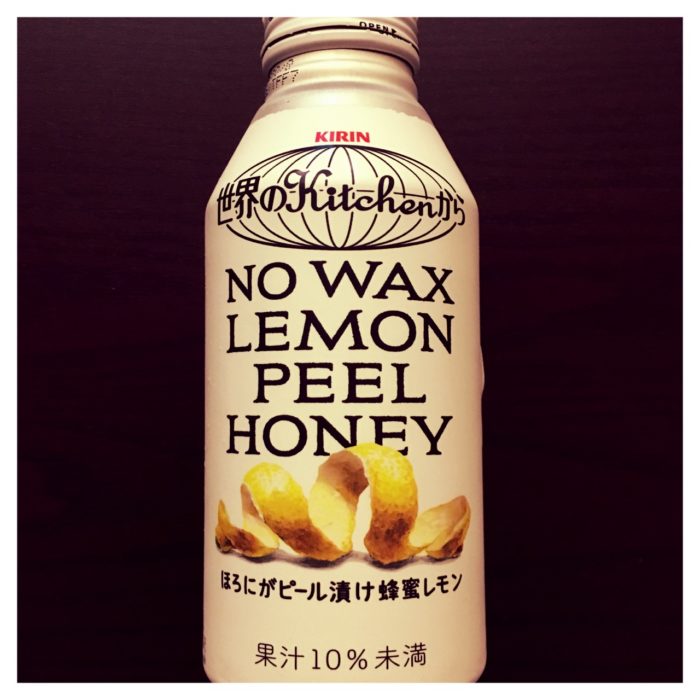 OPEN
KIRIN
世界のKitchenから
NO WAX
LEMON
PEEL
HONEY
ほろにがピール漬け蜂蜜レモン
果汁10%未満